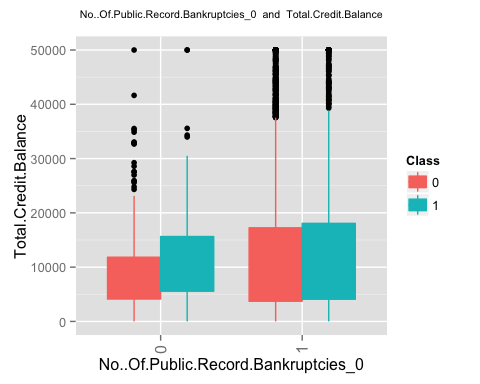 No..Of.Public.Record.Bankruptcies_0 and Total.Credit.Balance
50000
40000
30000
20000
10000
0
Total.Credit.Balance
0
1
No..Of.Public.Record.Bankruptcies_0
Class
0
1